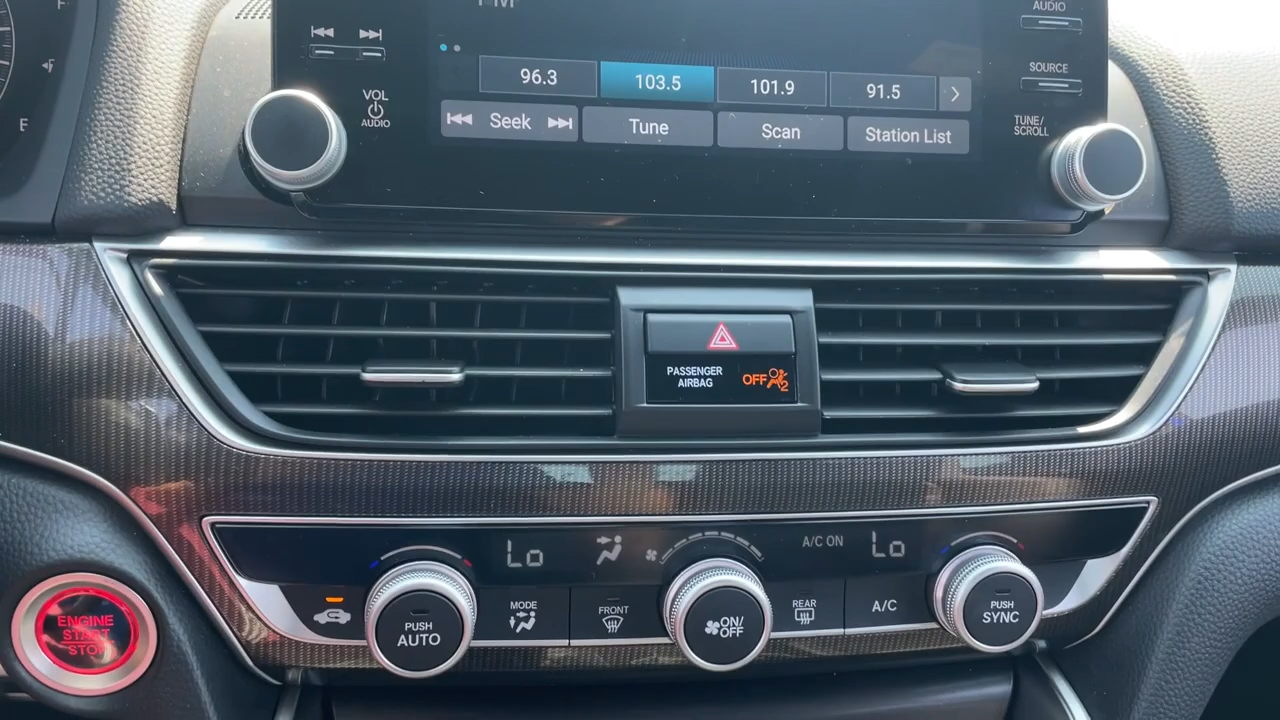 AUDIO
SOURCE
VOL
AUDIO
TUNE/
SCROLL
96.3
103.5
101.9
91.5
Seek
Tune
Scan
Station List
E
PASSENGER
AIRBAG
OFF
2
Lo
A/C ON
Lo
ENGINE
START
STOP
PUSH
AUTO
MODE
FRONT
ON/
OFF
REAR
A/C
PUSH
SYNC